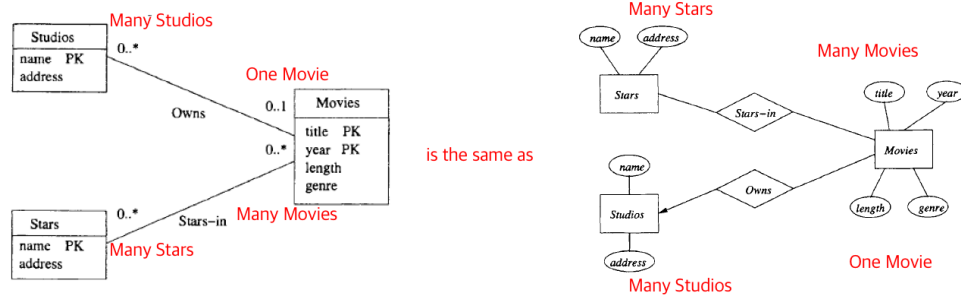 Many Studios
Studios
name PK
address
0..*
Owns
One Movie
0..1
Movies
title PK
year PK
length
genre
0..*
Many Movies
Stars-in
0..*
Many Stars
Stars
name PK
address
is the same as
Many Stars
name
address
Stars
Stars-in
Many Movies
title
year
Movies
length
genre
name
Studios
Owns
address
Many Studios
One Movie